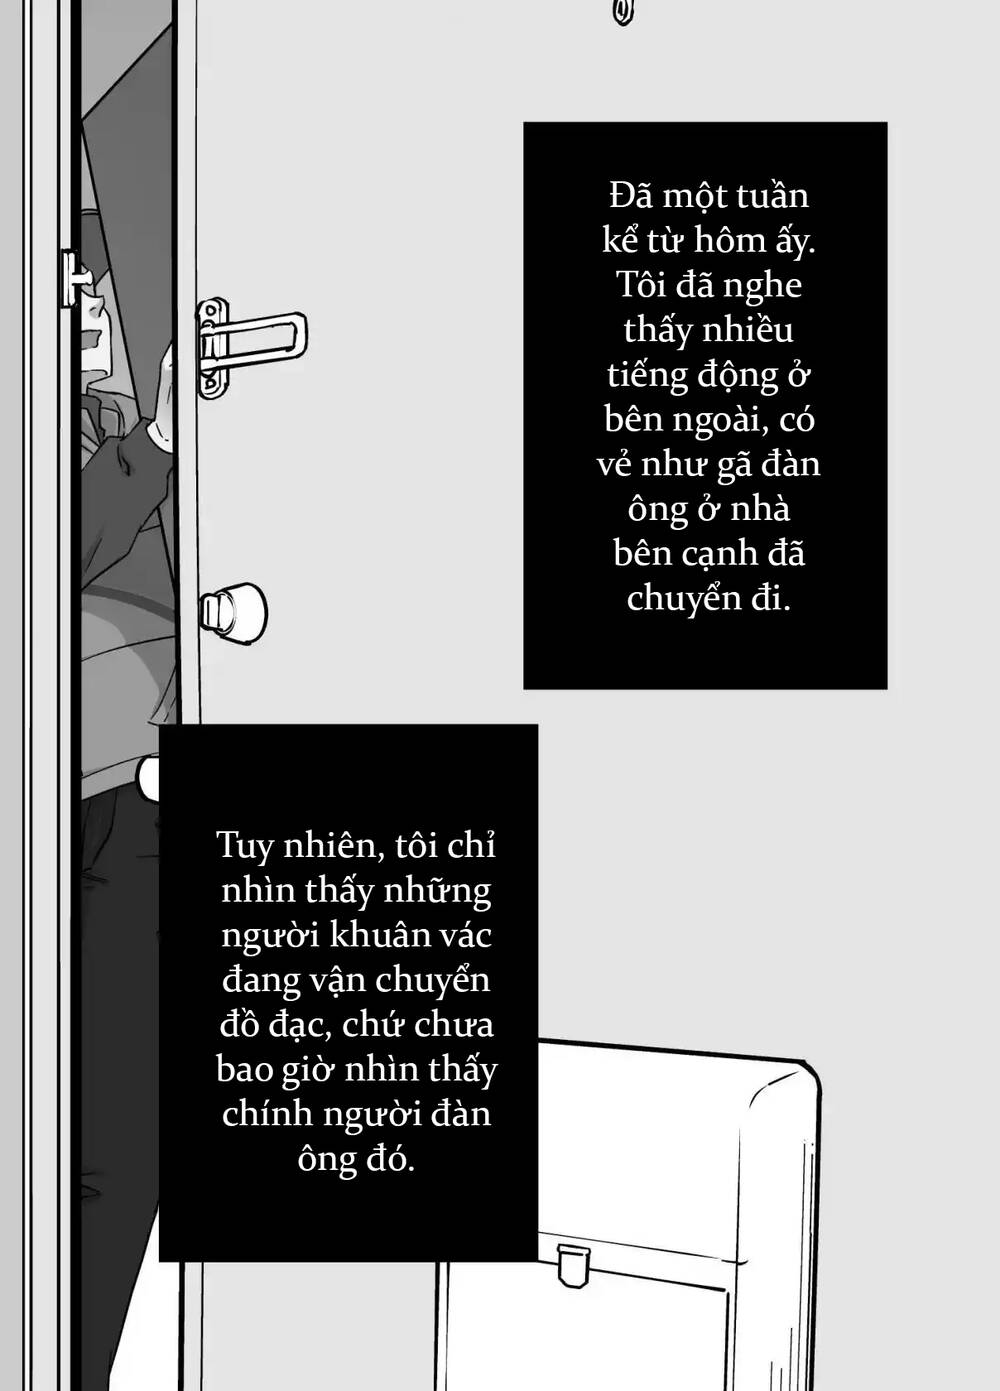 Đã một tuần
kể từ hôm ấy.
Tôi đã nghe
thấy nhiều
tiếng động ở
bên ngoài, có
vẻ như gã đàn
ông ở nhà
bên cạnh đã
chuyển đi.
Tuy nhiên, tôi chỉ
nhìn thấy những
người khuân vác
đang vận chuyển
đồ đạc, chứ chưa
bao giờ nhìn thấy
chính người đàn
ông đó.